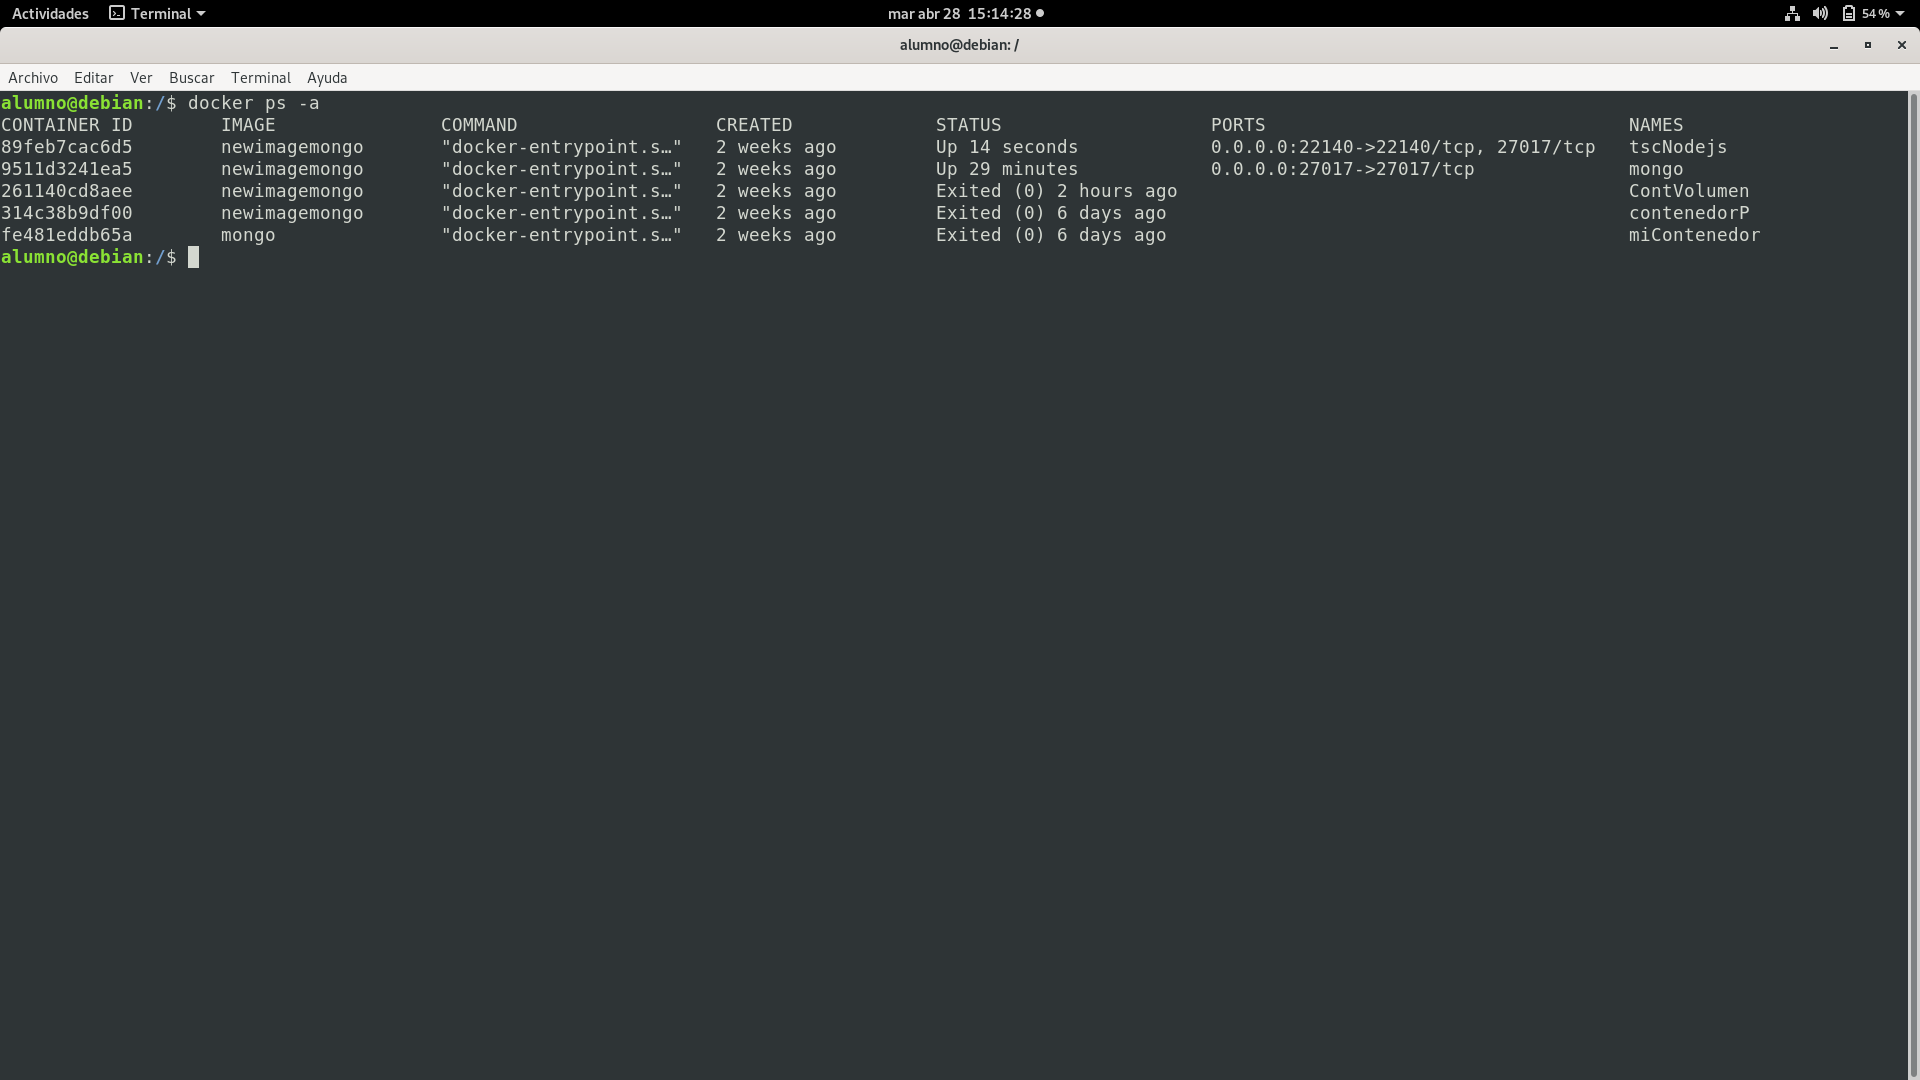 Actividades Terminal mar abr 28 15:14:28 54 %
alumno@debian: /
Archivo Editar Ver Buscar Terminal Ayuda
alumno@debian:/$ docker ps -a
CONTAINER ID IMAGE COMMAND CREATED STATUS PORTS NAMES
89feb7cac6d5 newimagemongo "docker-entrypoint.s…" 2 weeks ago Up 14 seconds 0.0.0.0:22140->22140/tcp, 27017/tcp tscNodejs
9511d3241ea5 newimagemongo "docker-entrypoint.s…" 2 weeks ago Up 29 minutes 0.0.0.0:27017->27017/tcp mongo
261140cd8aee newimagemongo "docker-entrypoint.s…" 2 weeks ago Exited (0) 2 hours ago ContVolumen
314c38b9df00 newimagemongo "docker-entrypoint.s…" 2 weeks ago Exited (0) 6 days ago contenedorP
fe481eddb65a mongo "docker-entrypoint.s…" 2 weeks ago Exited (0) 6 days ago miContenedor
alumno@debian:/$